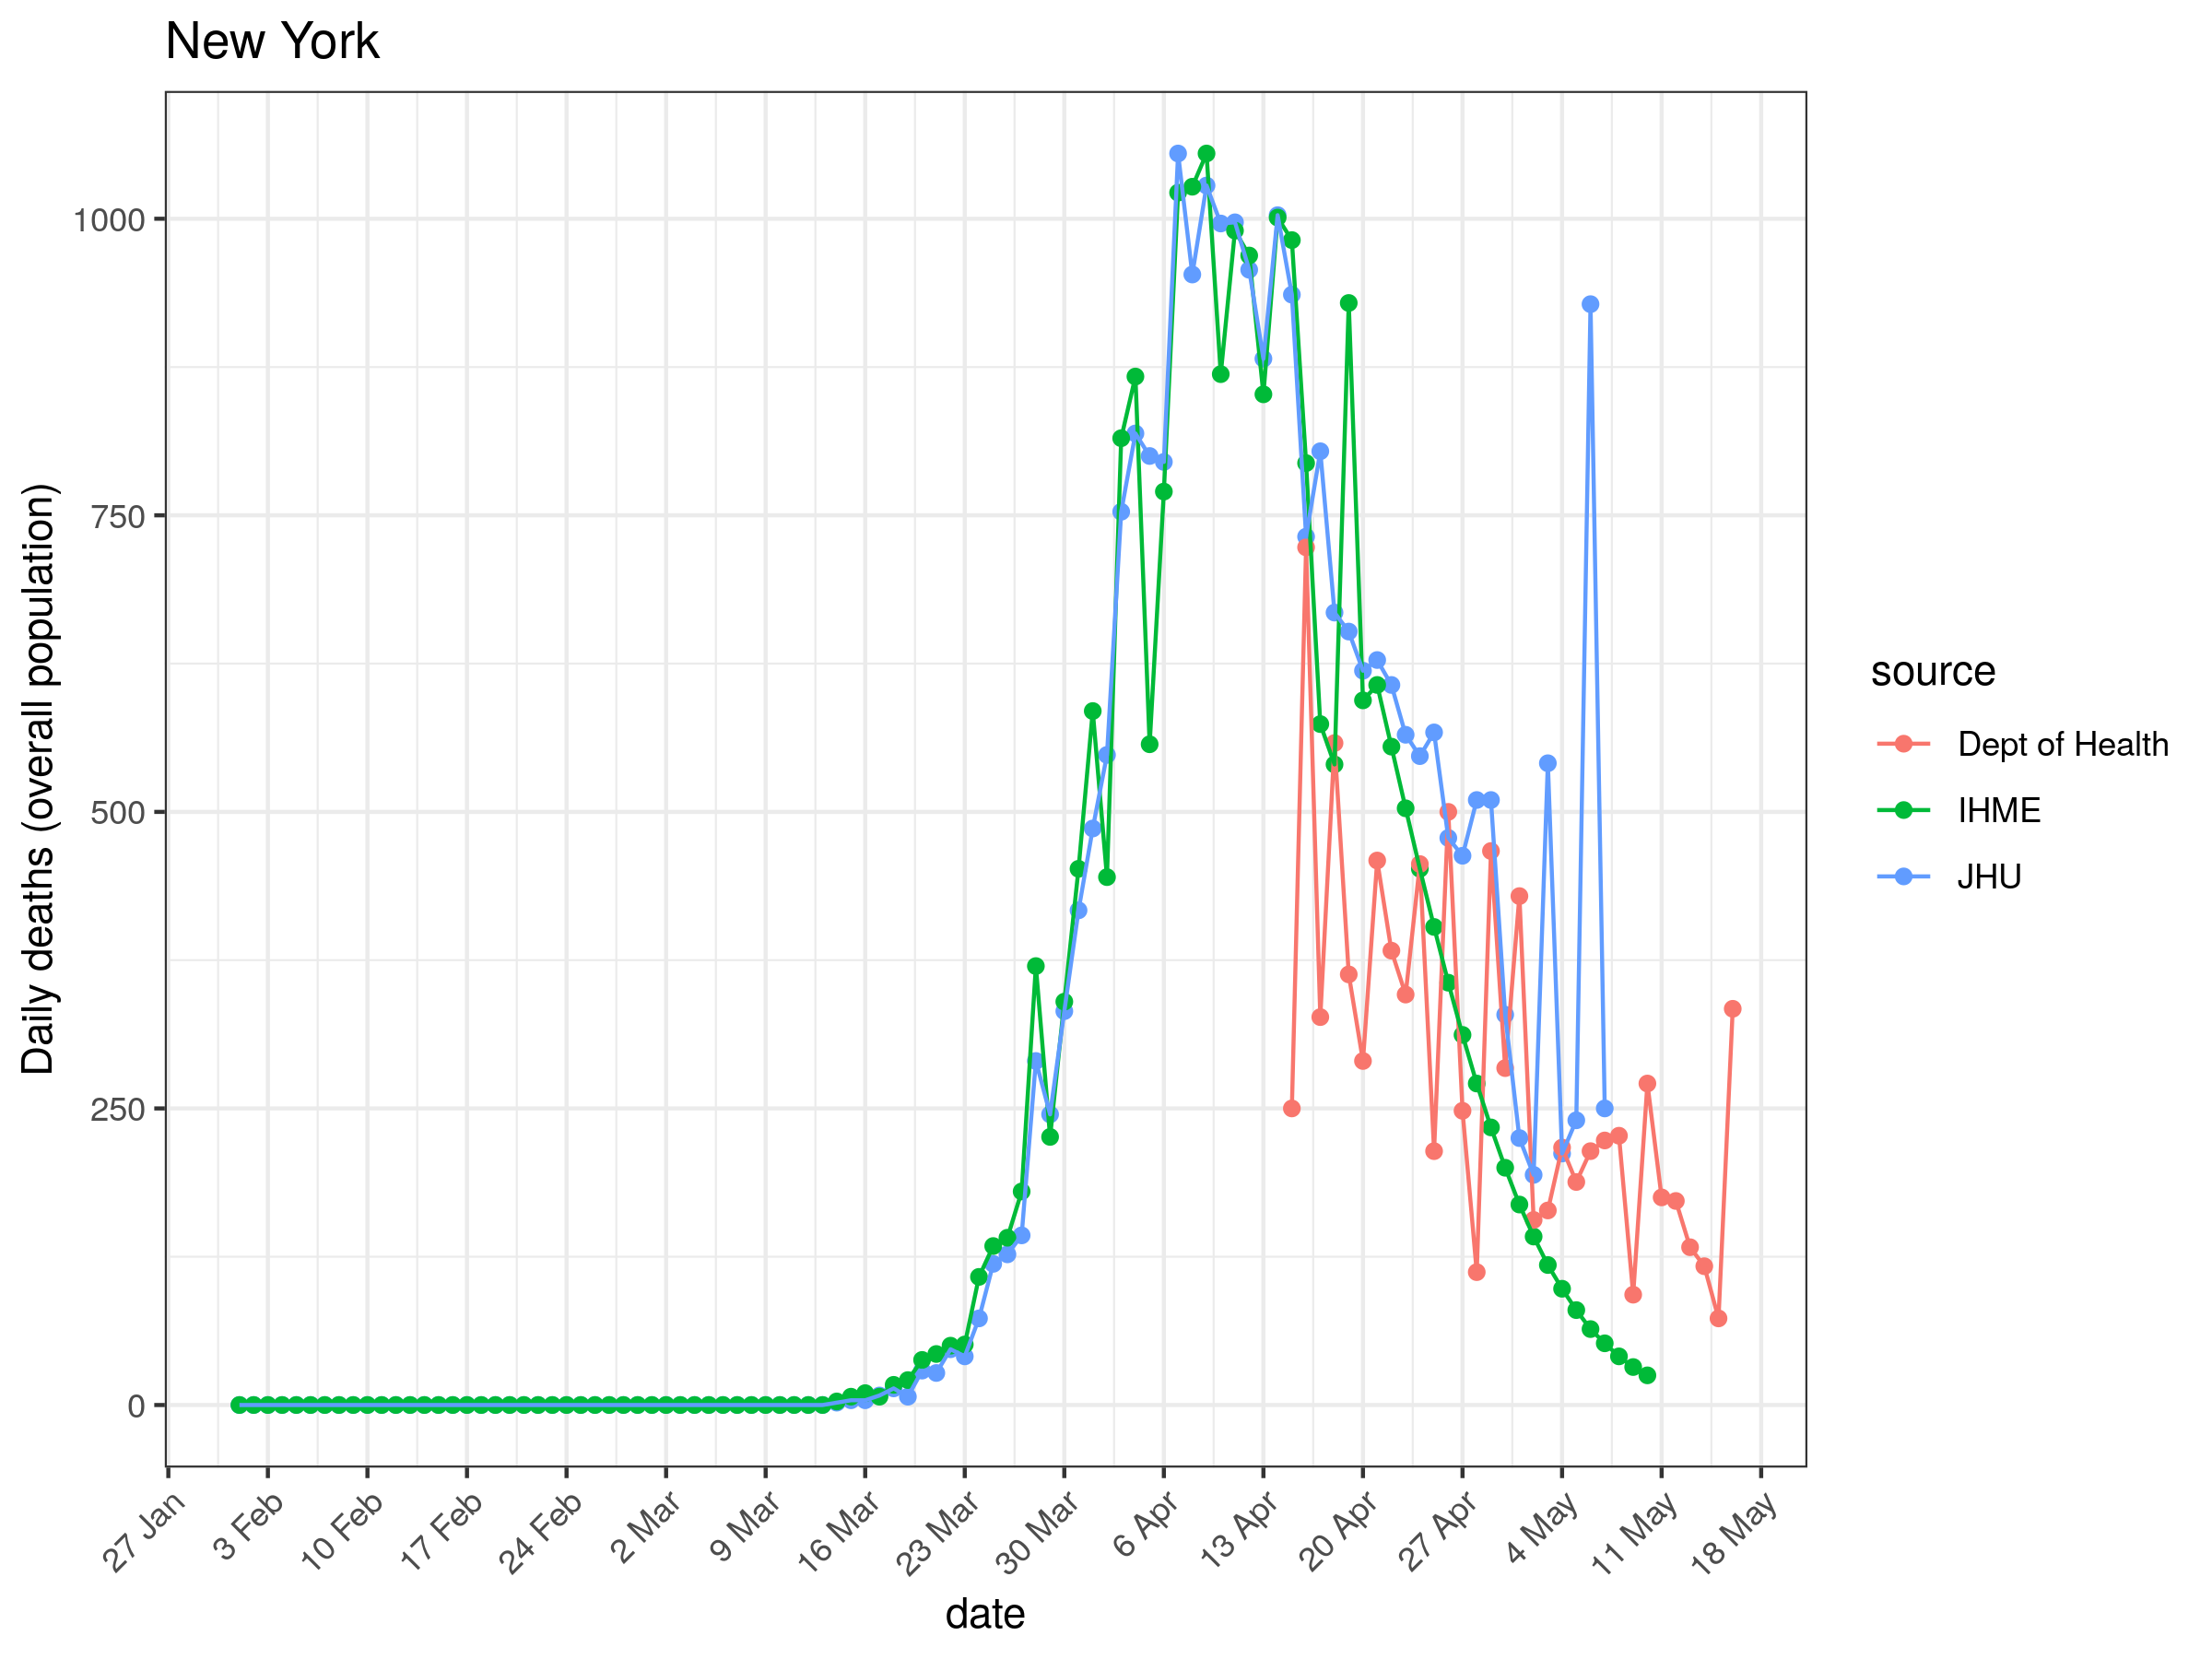 New York
Daily deaths (overall population)
1000
750
500
250
0
27 Jan
3 Feb
10 Feb
17 Feb
24 Feb
2 Mar
9 Mar
16 Mar
23 Mar
30 Mar
6 Apr
13 Apr
20 Apr
27 Apr
4 May
11 May
18 May
date
source
Dept of Health
IHME
JHU